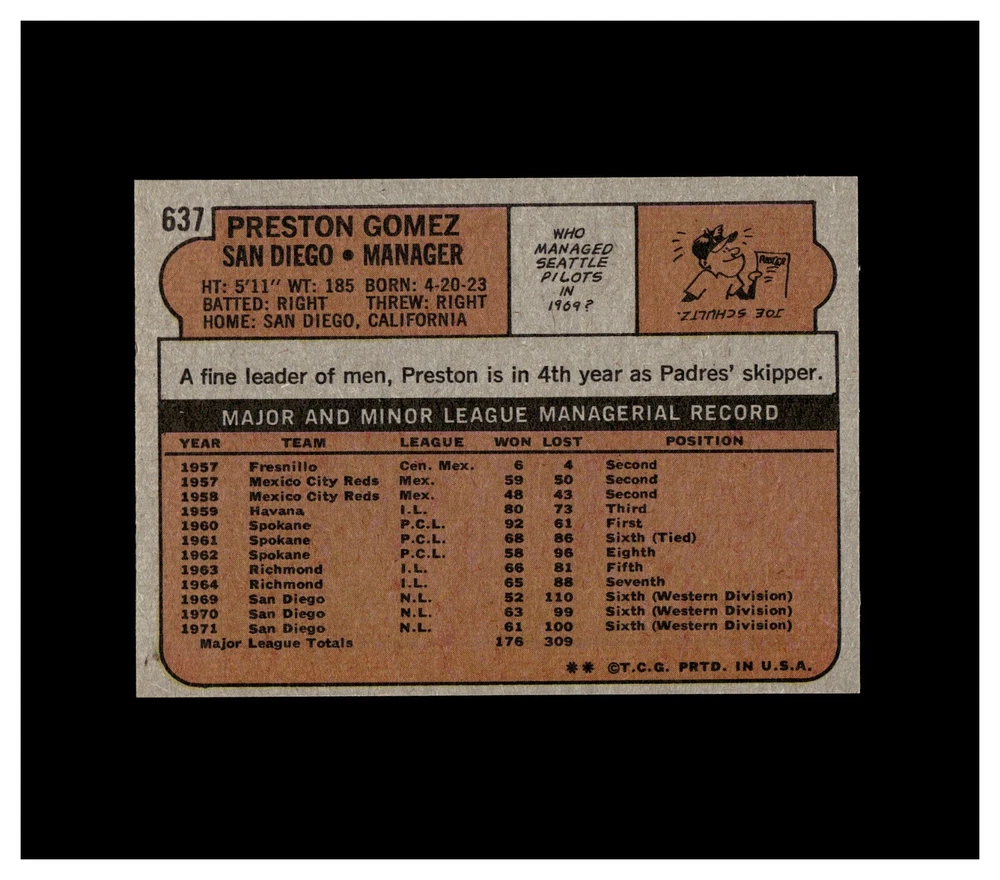 637
PRESTON GOMEZ
SAN DIEGO • MANAGER
HT: 5'11" WT: 185 BORN: 4-20-23
BATTED: RIGHT THREW: RIGHT
HOME: SAN DIEGO, CALIFORNIA
WHO
MANAGED
SEATTLE
PILOTS
IN
1969?
JOE SCHULTZ.
A fine leader of men, Preston is in 4th year as Padres' skipper.
MAJOR AND MINOR LEAGUE MANAGERIAL RECORD
YEAR TEAM LEAGUE WON LOST POSITION
1957 Fresnillo Cen. Mex. 6 4 Second
1957 Mexico City Reds Mex. 59 50 Second
1958 Mexico City Reds Mex. 48 43 Second
1959 Havana I.L. 80 73 Third
1960 Spokane P.C.L. 92 61 First
1961 Spokane P.C.L. 68 86 Sixth (Tied)
1962 Spokane P.C.L. 58 96 Eighth
1963 Richmond I.L. 66 81 Fifth
1964 Richmond I.L. 65 88 Seventh
1969 San Diego N.L. 52 110 Sixth (Western Division)
1970 San Diego N.L. 63 99 Sixth (Western Division)
1971 San Diego N.L. 61 100 Sixth (Western Division)
Major League Totals 176 309
** ©T.C.G. PRTD. IN U.S.A.